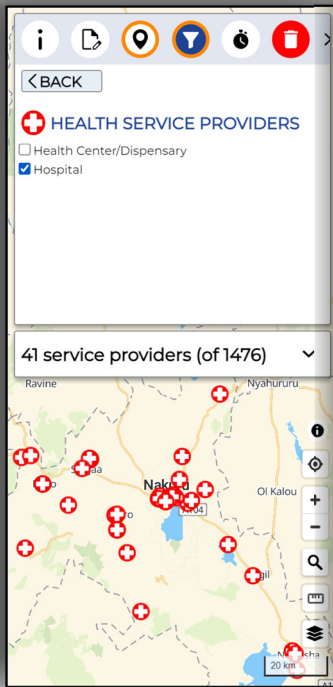 BACK
HEALTH SERVICE PROVIDERS
Health Center/Dispensary
Hospital
41 service providers (of 1476)
Ravine
Nyahururu
Ol Kalou
20 km